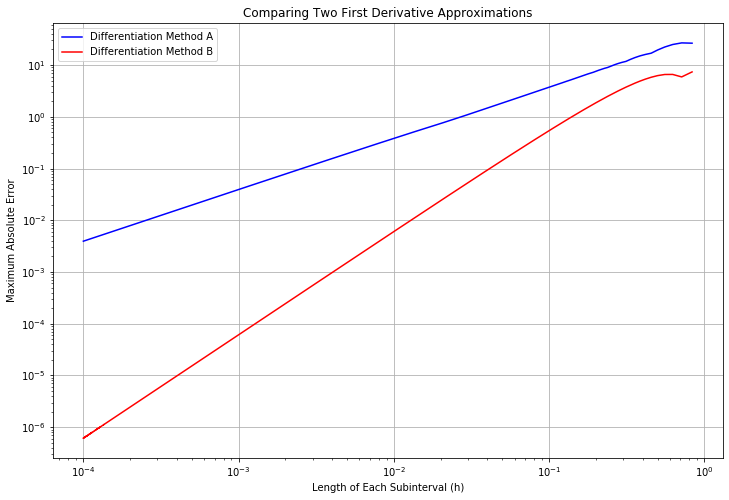 Comparing Two First Derivative Approximations
Differentiation Method A
Differentiation Method B
Maximum Absolute Error
10¹
10⁰
10⁻¹
10⁻²
10⁻³
10⁻⁴
10⁻⁵
10⁻⁶
10⁻⁴ 10⁻³ 10⁻² 10⁻¹ 10⁰
Length of Each Subinterval (h)